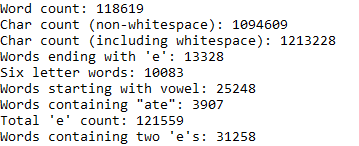 Word count: 118619
Char count (non-whitespace): 1094609
Char count (including whitespace): 1213228
Words ending with 'e': 13328
Six letter words: 10083
Words starting with vowel: 25248
Words containing "ate": 3907
Total 'e' count: 121559
Words containing two 'e's: 31258